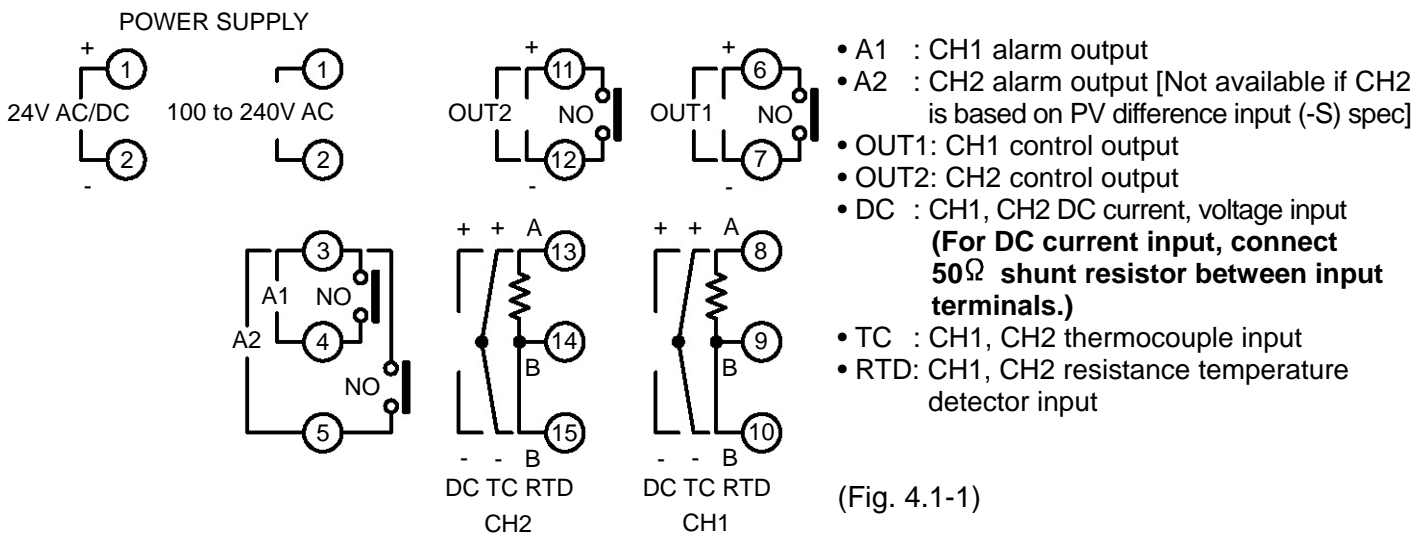 POWER SUPPLY
+ 1 1
24V AC/DC 100 to 240V AC
2 2
-
+ 11 + 6
OUT2 NO OUT1 NO
12 7
- -
3
A1 NO
4
A2
NO
5
+ + A 13
14
B
15
- - B
DC TC RTD
CH2
+ + A 8
9
B
10
- - B
DC TC RTD
CH1
• A1 : CH1 alarm output
• A2 : CH2 alarm output [Not available if CH2
is based on PV difference input (-S) spec]
• OUT1: CH1 control output
• OUT2: CH2 control output
• DC : CH1, CH2 DC current, voltage input
(For DC current input, connect
50Ω shunt resistor between input
terminals.)
• TC : CH1, CH2 thermocouple input
• RTD: CH1, CH2 resistance temperature
detector input
(Fig. 4.1-1)